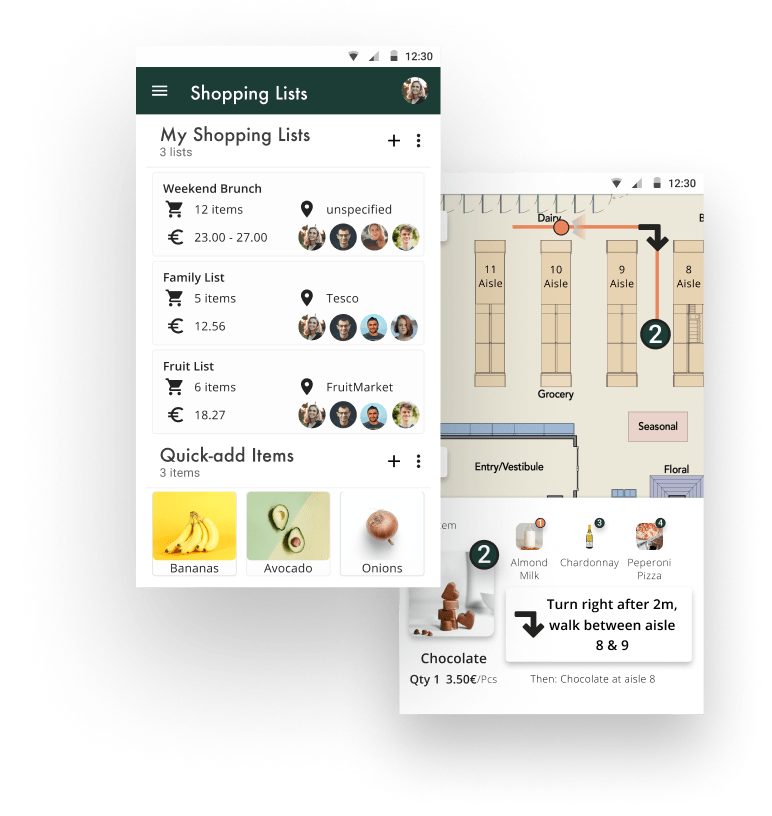 12:30
Shopping Lists
My Shopping Lists
3 lists
Weekend Brunch
12 items
unspecified
23.00 - 27.00
Family List
5 items
Tesco
12.56
Fruit List
6 items
FruitMarket
18.27
Quick-add Items
3 items
Bananas
Avocado
Onions
12:30
Dairy
B
11
Aisle
10
Aisle
9
Aisle
8
Aisle
2
Grocery
Seasonal
Entry/Vestibule
Floral
tem
2
1
3
4
Almond
Milk
Chardonnay
Peperoni
Pizza
Turn right after 2m,
walk between aisle
8 & 9
Chocolate
Qty 1 3.50€/Pcs
Then: Chocolate at aisle 8